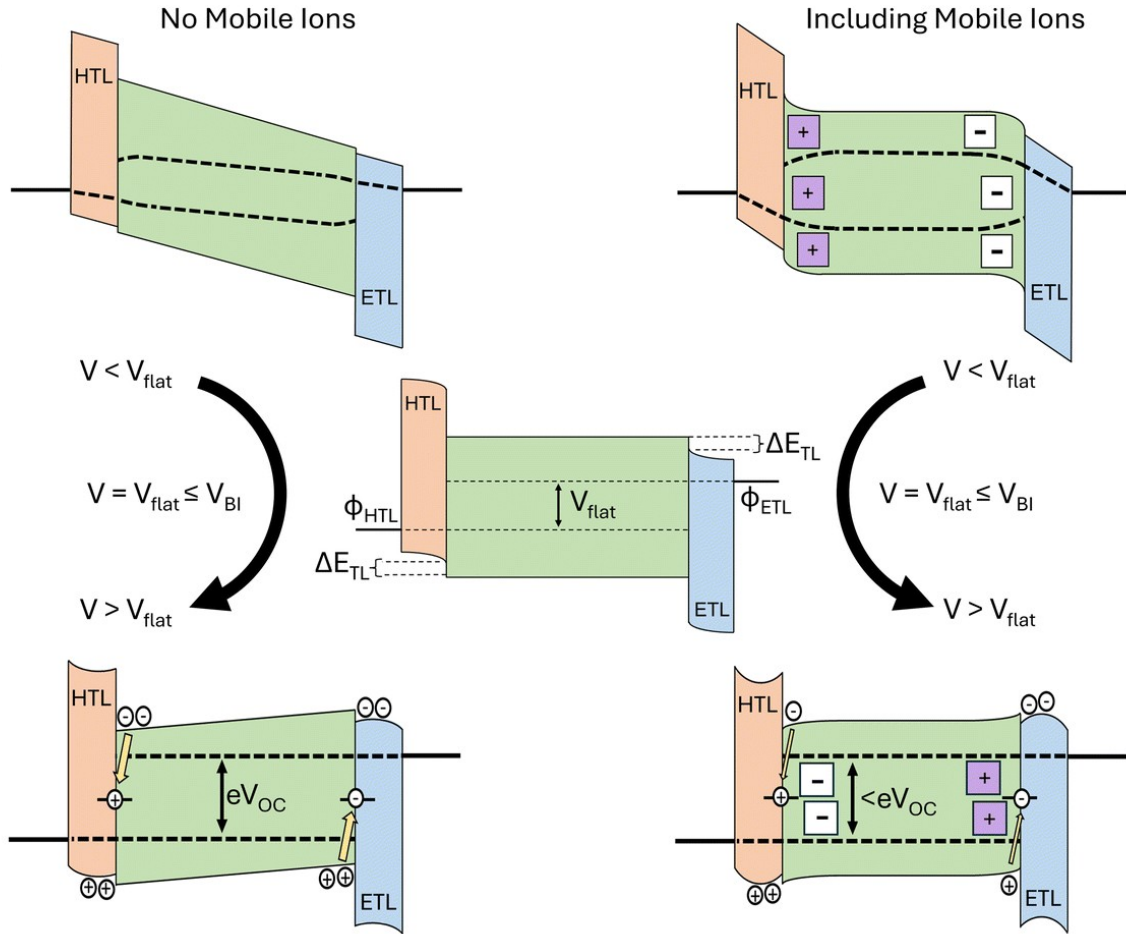 No Mobile Ions
Including Mobile Ions
HTL
ETL
HTL
+
+
+
-
-
-
ETL
V < V_flat
V = V_flat ≤ V_BI
V > V_flat
HTL
ΔE_TL
V_flat
ϕ_HTL
ϕ_ETL
ΔE_TL
ETL
V < V_flat
V = V_flat ≤ V_BI
V > V_flat
HTL
- -
- -
+
eV_OC
-
+ +
+ +
ETL
HTL
-
- -
+
-
-
<eV_OC
+
+
-
+ +
+
ETL